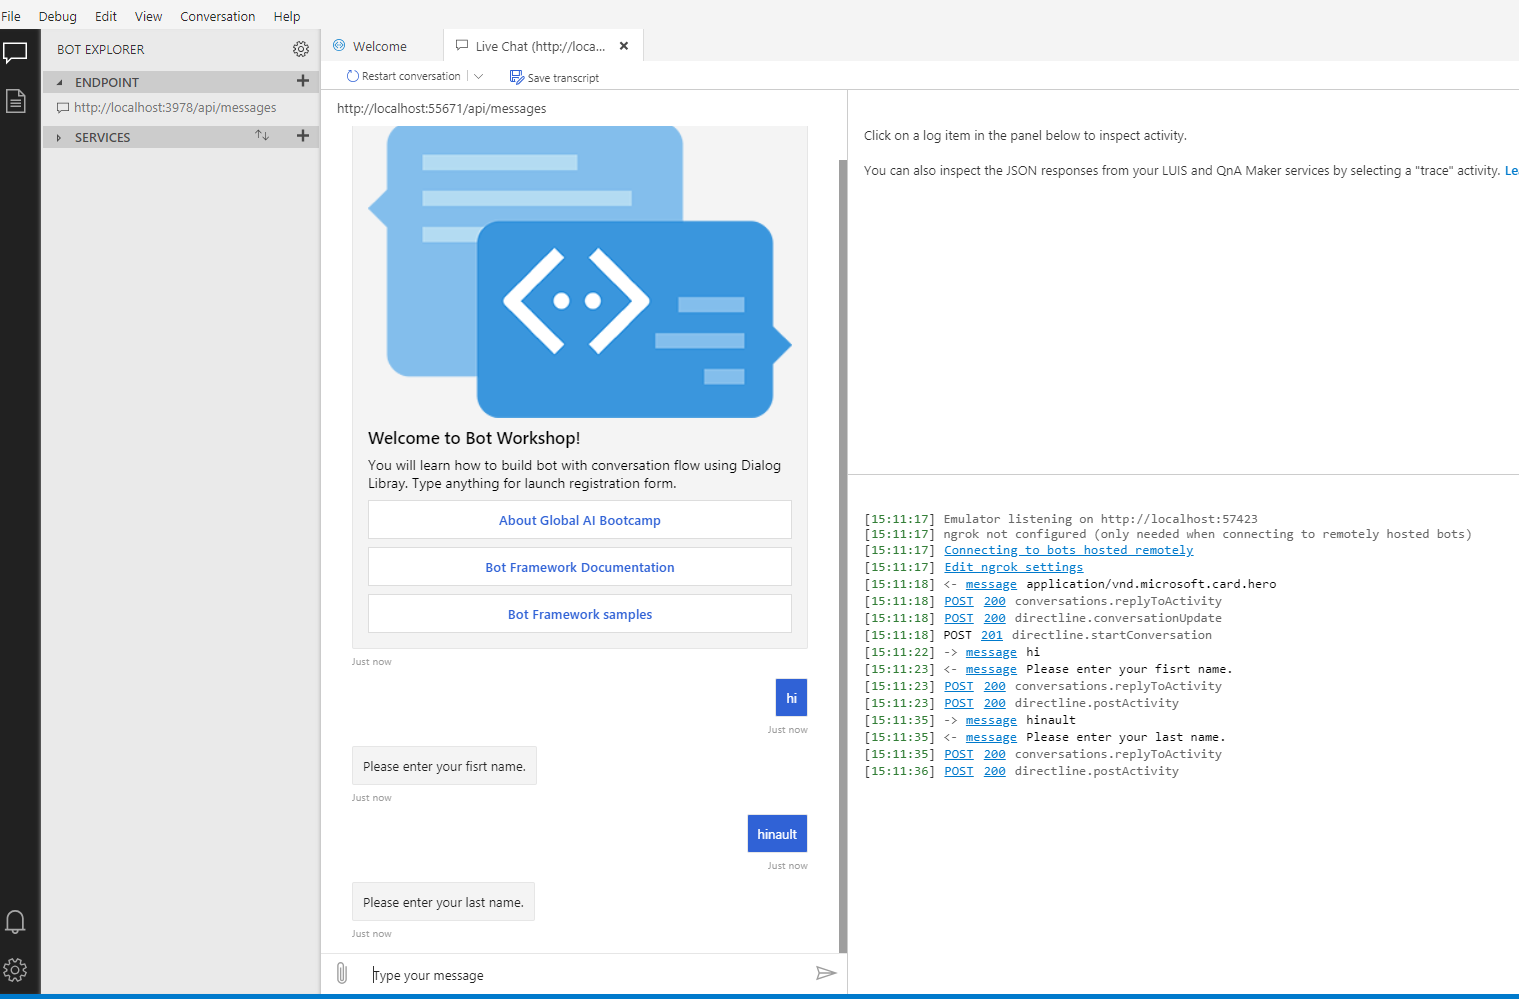 File Debug Edit View Conversation Help
BOT EXPLORER
ENDPOINT
http://localhost:3978/api/messages
SERVICES
Welcome
Live Chat (http://loca...
Restart conversation
Save transcript
http://localhost:55671/api/messages
Welcome to Bot Workshop!
You will learn how to build bot with conversation flow using Dialog
Libray. Type anything for launch registration form.
About Global AI Bootcamp
Bot Framework Documentation
Bot Framework samples
Just now
hi
Just now
Please enter your fisrt name.
Just now
hinault
Just now
Please enter your last name.
Just now
Type your message
Click on a log item in the panel below to inspect activity.
You can also inspect the JSON responses from your LUIS and QnA Maker services by selecting a "trace" activity. Le
[15:11:17] Emulator listening on http://localhost:57423
[15:11:17] ngrok not configured (only needed when connecting to remotely hosted bots)
[15:11:17] Connecting to bots hosted remotely
[15:11:17] Edit ngrok settings
[15:11:18] <- message application/vnd.microsoft.card.hero
[15:11:18] POST 200 conversations.replyToActivity
[15:11:18] POST 200 directline.conversationUpdate
[15:11:18] POST 201 directline.startConversation
[15:11:22] -> message hi
[15:11:23] <- message Please enter your fisrt name.
[15:11:23] POST 200 conversations.replyToActivity
[15:11:23] POST 200 directline.postActivity
[15:11:35] -> message hinault
[15:11:35] <- message Please enter your last name.
[15:11:35] POST 200 conversations.replyToActivity
[15:11:36] POST 200 directline.postActivity